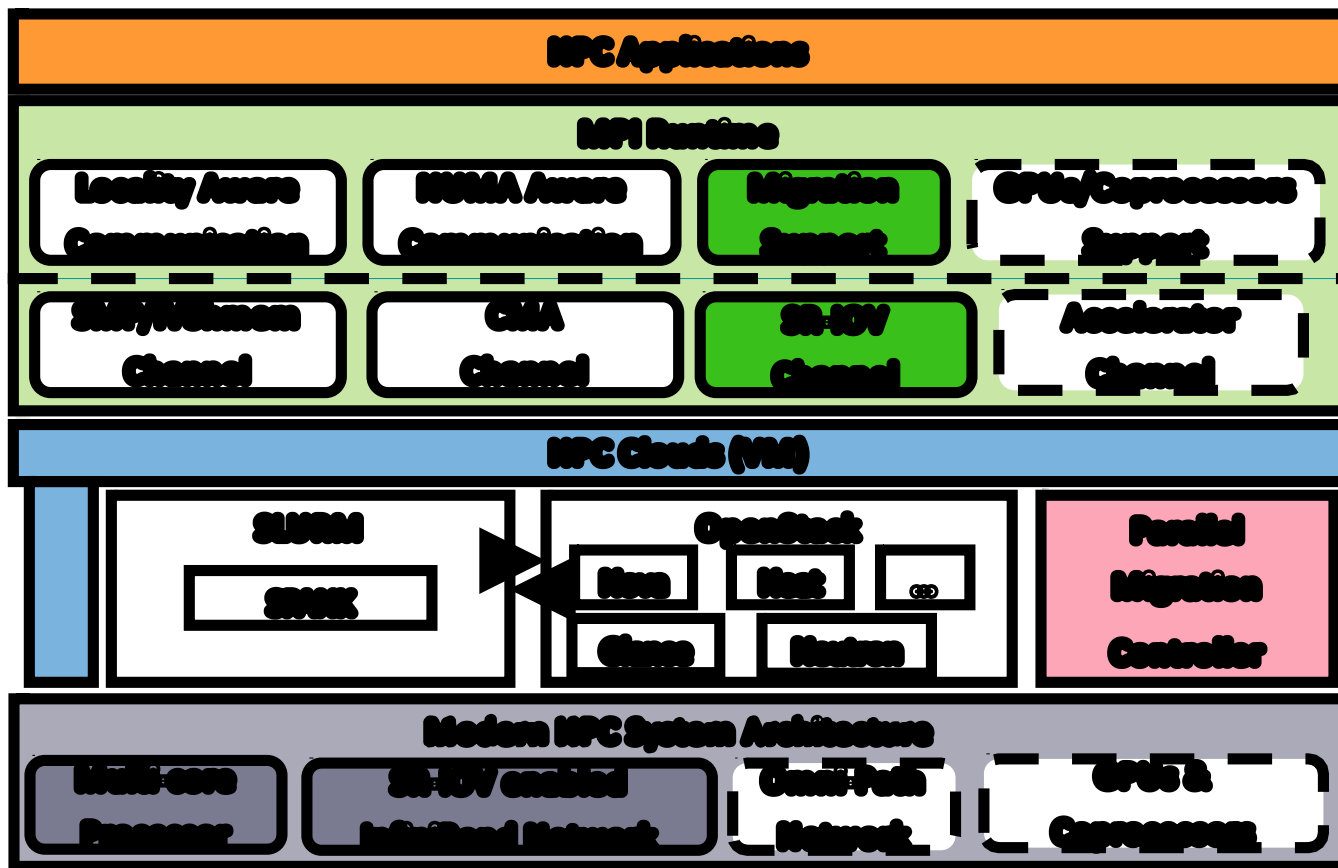 HPC Applications
MPI Runtime
Locality Aware
Communication
NUMA Aware
Communication
Migration
Support
GPUs/Coprocessors
Support
Channel
CMA
Channel
SR-IOV
Channel
Accelerator
Channel
HPC Clouds (VM)
SLURM
SPANK
OpenStack
Nova
Heat
Glance
Neutron
Parallel
Migration
Controller
Modern HPC System Architecture
Multi-core
Processor
SR-IOV enabled
InfiniBand Network
Omni-Path
Network
GPUs &
Coprocessors